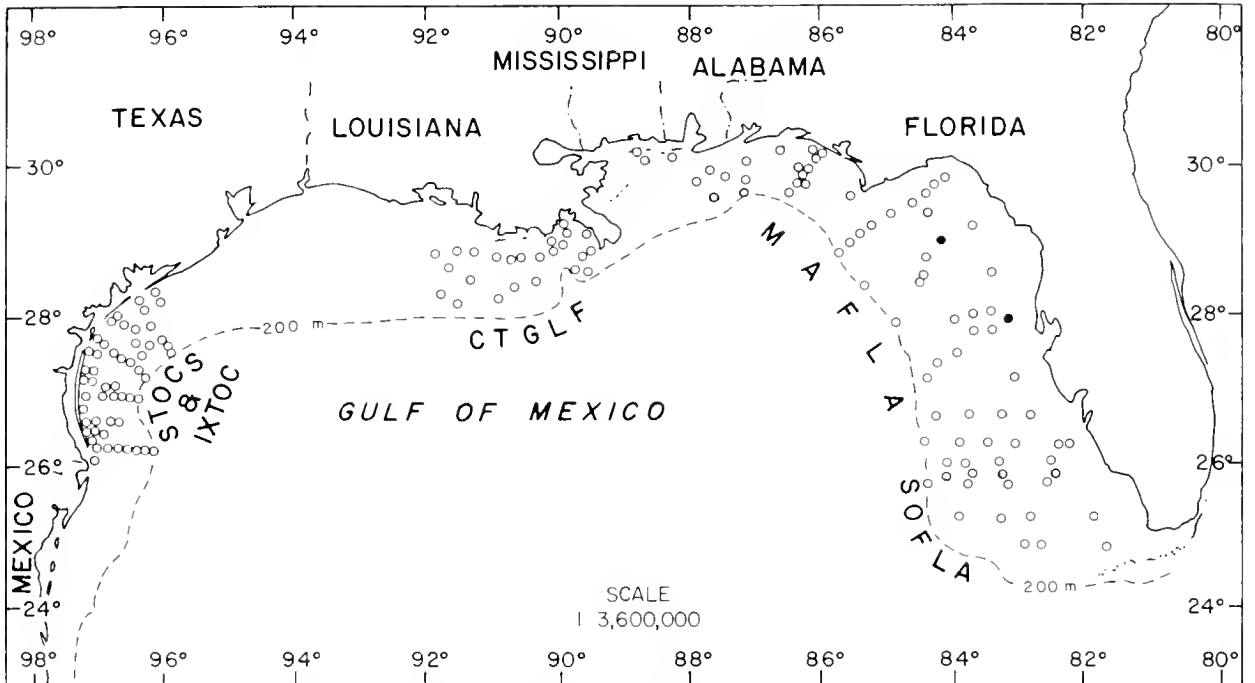 98° 96° 94° 92° 90° 88° 86° 84° 82° 80°
MISSISSIPPI ALABAMA
TEXAS LOUISIANA FLORIDA
30° 30°
28° 28°
200 m
CTGLF
MAFLA
STOCS
&
IXTOC
GULF OF MEXICO
26° 26°
SOFLA
MEXICO
200 m
24° 24°
SCALE
1 3,600,000
98° 96° 94° 92° 90° 88° 86° 84° 82° 80°